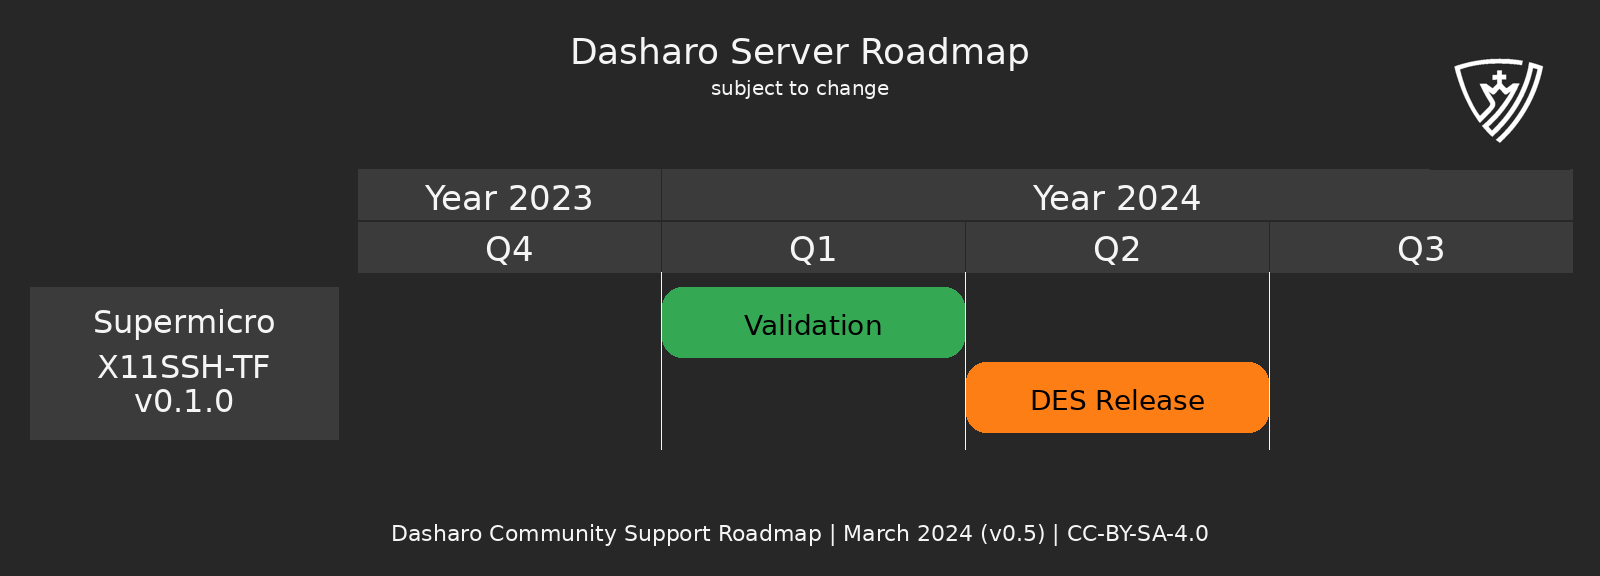 Dasharo Server Roadmap
subject to change
Year 2023
Year 2024
Q4
Q1
Q2
Q3
Supermicro
X11SSH-TF
v0.1.0
Validation
DES Release
Dasharo Community Support Roadmap | March 2024 (v0.5) | CC-BY-SA-4.0